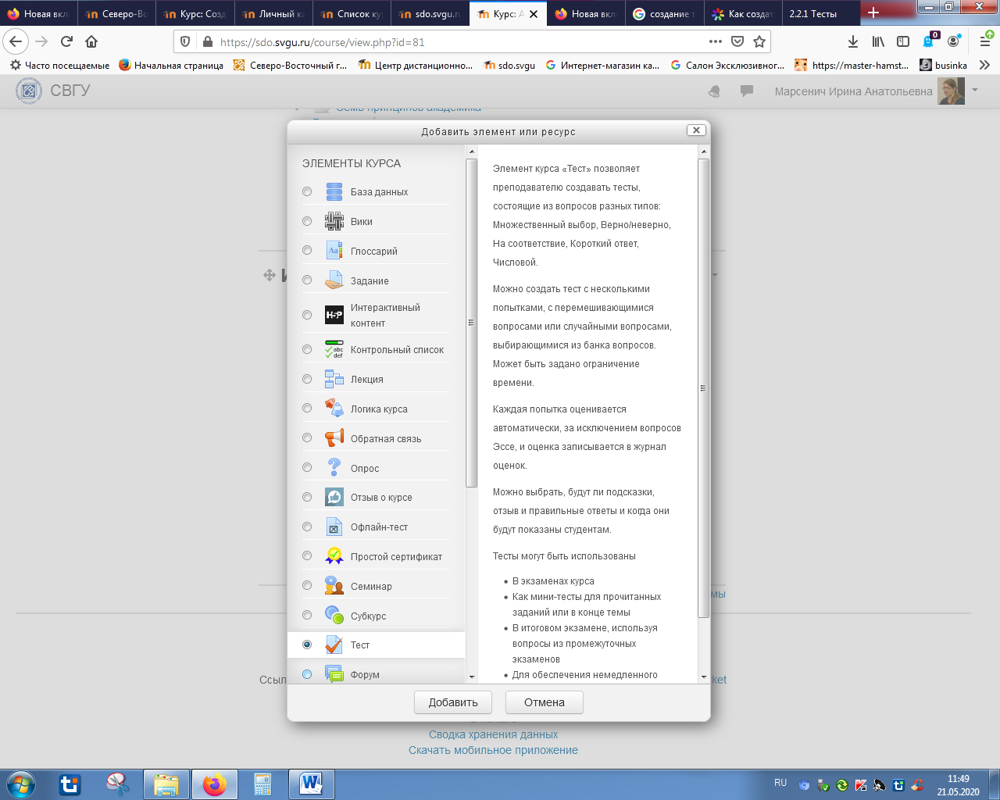 Новая вкл
Северо-Во
Курс: Созд
Личный ка
Список кур
sdo.svgu.ru
Курс: А
Новая вкл
создание т
Как создат
2.2.1 Тесты
https://sdo.svgu.ru/course/view.php?id=81
0
Часто посещаемые
Начальная страница
Северо-Восточный г...
Центр дистанционно...
sdo.svgu
Интернет-магазин ка...
Салон Эксклюзивног...
https://master-hamst...
businka
СВГУ
Марсенич Ирина Анатольевна
Семь принципов академика
Добавить элемент или ресурс
ЭЛЕМЕНТЫ КУРСА
База данных
Вики
Глоссарий
Задание
Интерактивный
контент
Контрольный список
Лекция
Логика курса
Обратная связь
Опрос
Отзыв о курсе
Офлайн-тест
Простой сертификат
Семинар
Субкурс
Тест
Форум
Элемент курса «Тест» позволяет
преподавателю создавать тесты,
состоящие из вопросов разных типов:
Множественный выбор, Верно/неверно,
На соответствие, Короткий ответ,
Числовой.
Можно создать тест с несколькими
попытками, с перемешивающимися
вопросами или случайными вопросами,
выбирающимися из банка вопросов.
Может быть задано ограничение
времени.
Каждая попытка оценивается
автоматически, за исключением вопросов
Эссе, и оценка записывается в журнал
оценок.
Можно выбрать, будут ли подсказки,
отзыв и правильные ответы и когда они
будут показаны студентам.
Тесты могут быть использованы
• В экзаменах курса
• Как мини-тесты для прочитанных
заданий или в конце темы
• В итоговом экзамене, используя
вопросы из промежуточных
экзаменов
• Для обеспечения немедленного
мы
Ссыл
rket
Добавить
Отмена
Сводка хранения данных
Скачать мобильное приложение
RU
11:49
21.05.2020